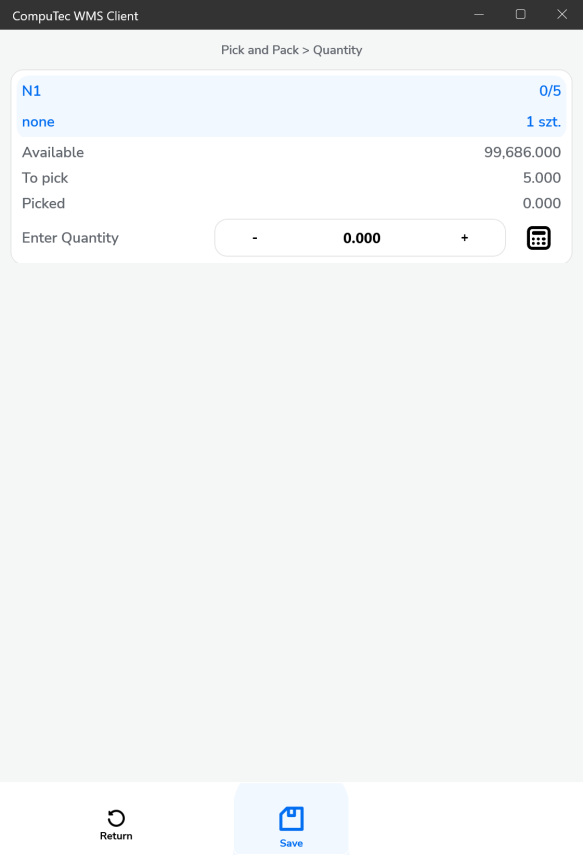 CompuTec WMS Client
Pick and Pack > Quantity
N1 0/5
none 1 szt.
Available 99,686.000
To pick 5.000
Picked 0.000
Enter Quantity - 0.000 +
Return Save